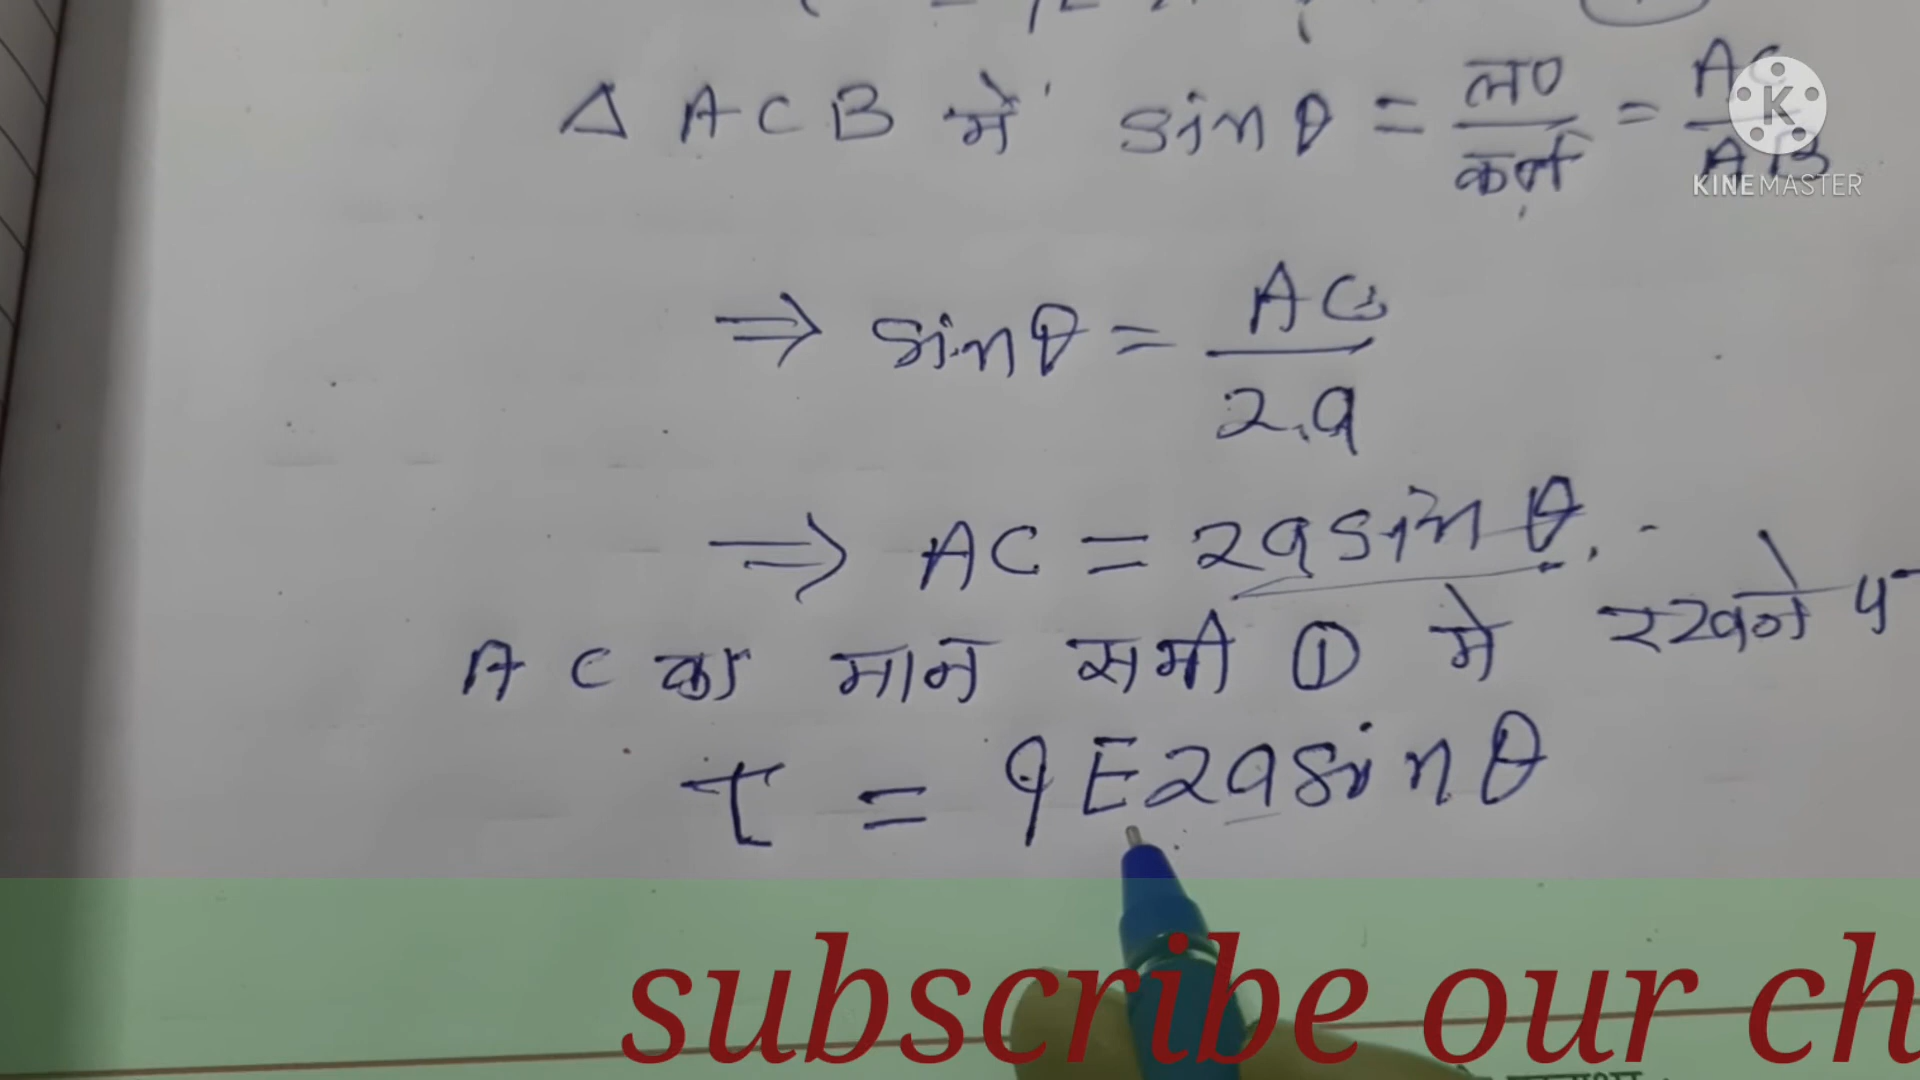 Δ ACB में sinθ = ल०/कर्ण = AC/AB
KINEMASTER
⇒ sinθ = AC/2a
⇒ AC = 2a sinθ.
AC का मान समी ① में रखने प
τ = qE2a sinθ
subscribe our ch